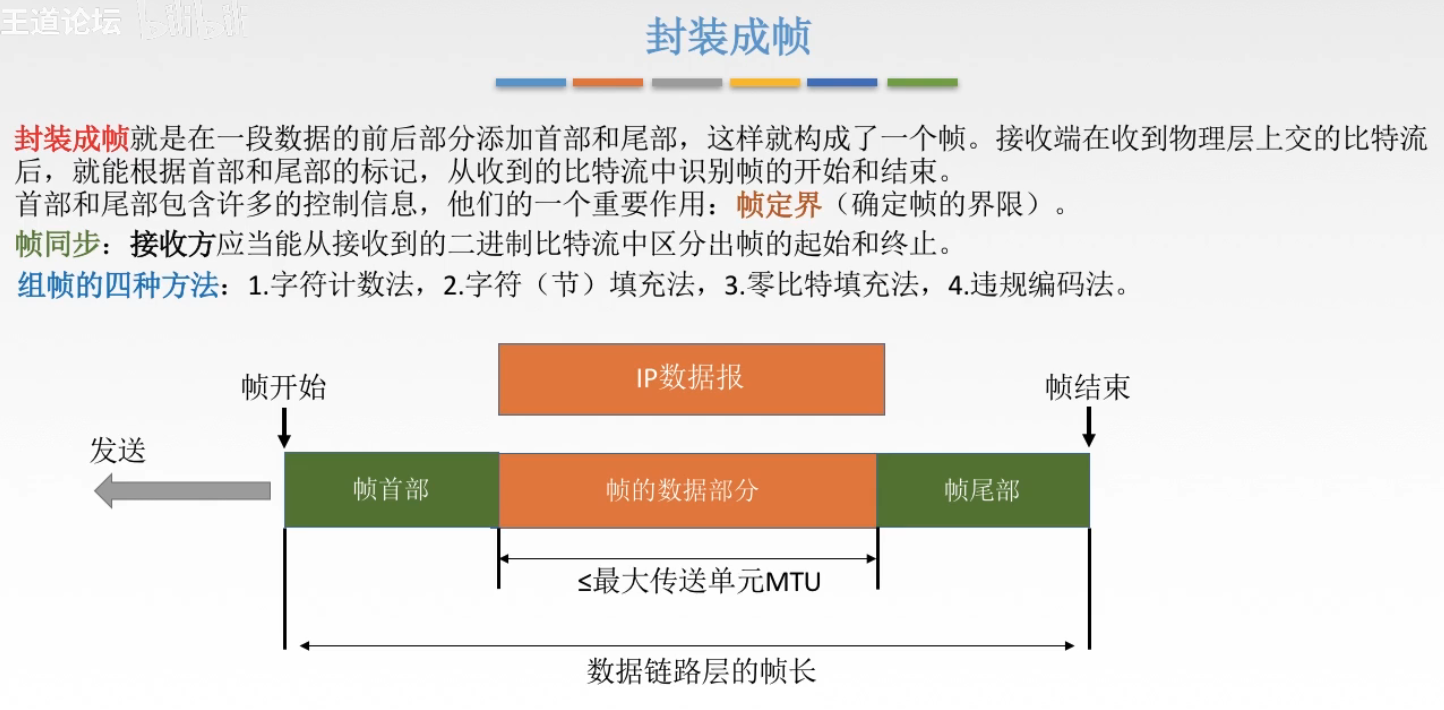 王道论坛 bilibili
封装成帧
封装成帧就是在一段数据的前后部分添加首部和尾部，这样就构成了一个帧。接收端在收到物理层上交的比特流
后，就能根据首部和尾部的标记，从收到的比特流中识别帧的开始和结束。
首部和尾部包含许多的控制信息，他们的一个重要作用：帧定界（确定帧的界限）。
帧同步：接收方应当能从接收到的二进制比特流中区分出帧的起始和终止。
组帧的四种方法：1.字符计数法，2.字符（节）填充法，3.零比特填充法，4.违规编码法。
IP数据报
帧开始
帧结束
发送
帧首部
帧的数据部分
帧尾部
≤最大传送单元MTU
数据链路层的帧长